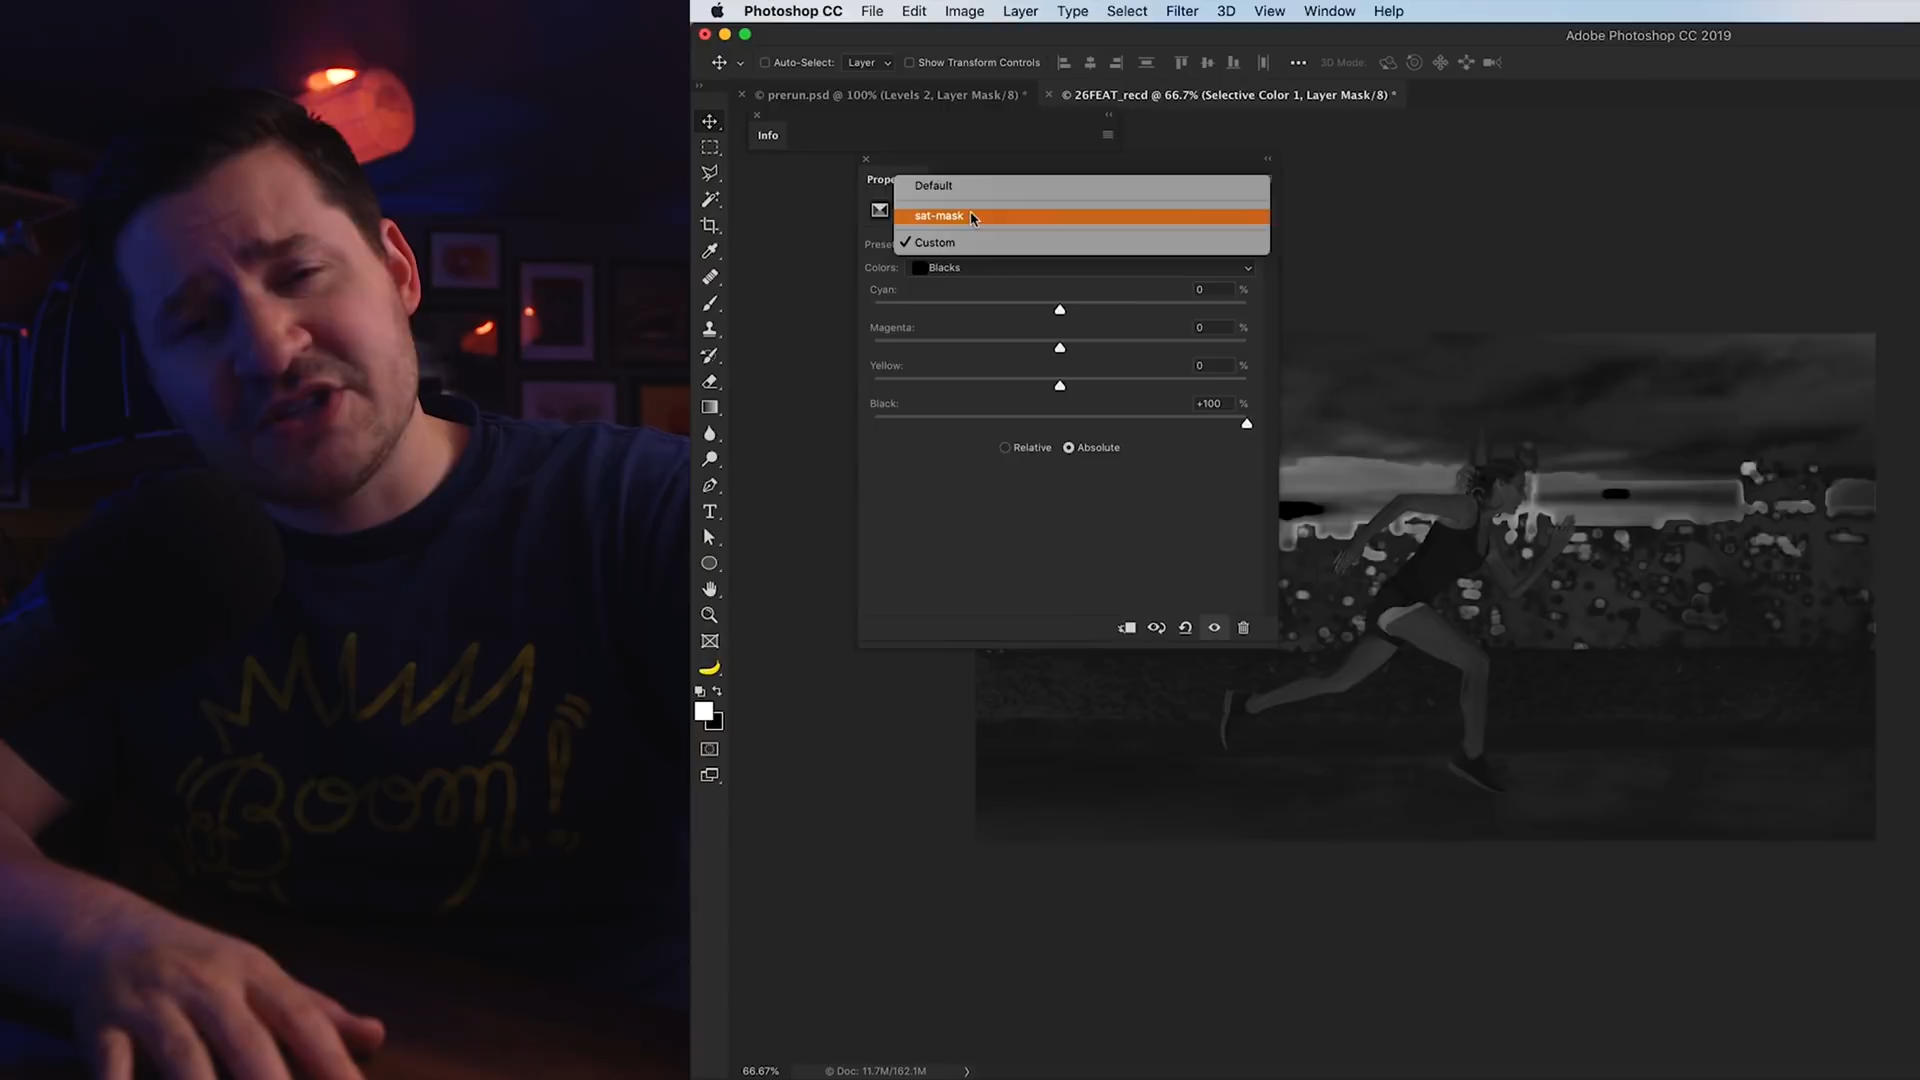 Photoshop CC File Edit Image Layer Type Select Filter 3D View Window Help
Adobe Photoshop CC 2019
Auto-Select: Layer Show Transform Controls 3D Mode:
© prerun.psd @ 100% (Levels 2, Layer Mask/8) * © 26FEAT_recd @ 66.7% (Selective Color 1, Layer Mask/8) *
Info
Prope
Default
sat-mask
Prese
Custom
Colors: Blacks
Cyan: 0 %
Magenta: 0 %
Yellow: 0 %
Black: +100 %
Relative Absolute
Boom!
66.67% © Doc: 11.7M/162.1M